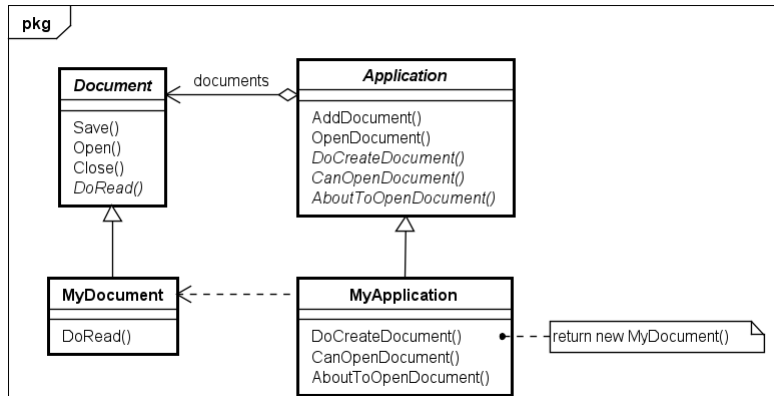 pkg
Document
Save()
Open()
Close()
DoRead()
documents
Application
AddDocument()
OpenDocument()
DoCreateDocument()
CanOpenDocument()
AboutToOpenDocument()
MyDocument
DoRead()
MyApplication
DoCreateDocument()
CanOpenDocument()
AboutToOpenDocument()
return new MyDocument()